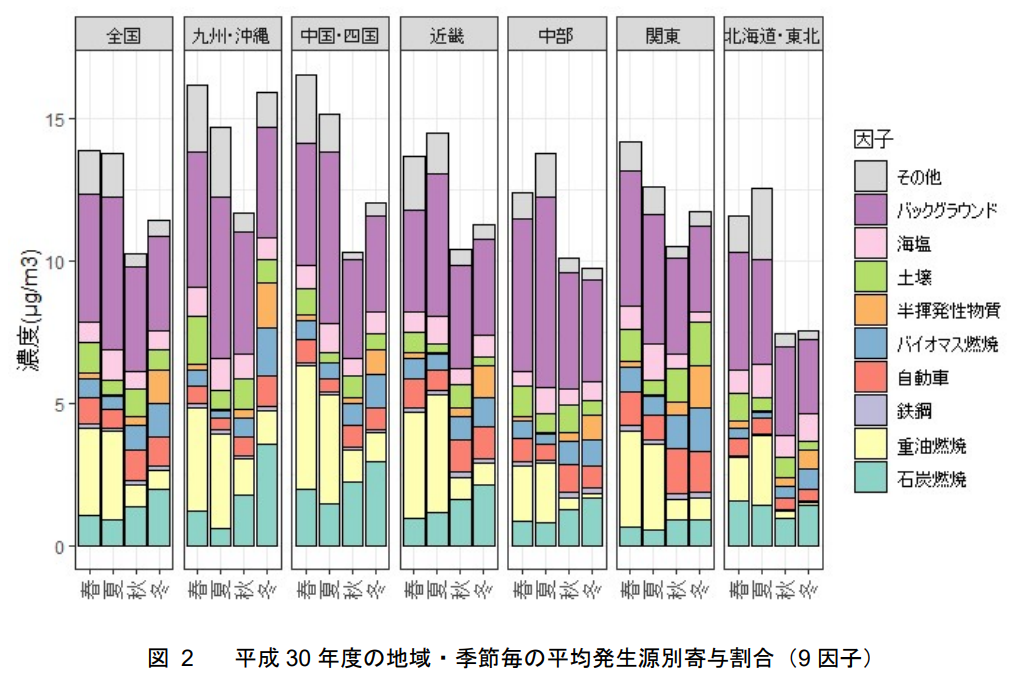 全国 九州・沖縄 中国・四国 近畿 中部 関東 北海道・東北
濃度(μg/m3)
15
10
5
0
春 夏 秋 冬 春 夏 秋 冬 春 夏 秋 冬 春 夏 秋 冬 春 夏 秋 冬 春 夏 秋 冬 春 夏 秋 冬
因子
その他
バックグラウンド
海塩
土壌
半揮発性物質
バイオマス燃焼
自動車
鉄鋼
重油燃焼
石炭燃焼
図 2 平成 30 年度の地域・季節毎の平均発生源別寄与割合（9 因子）